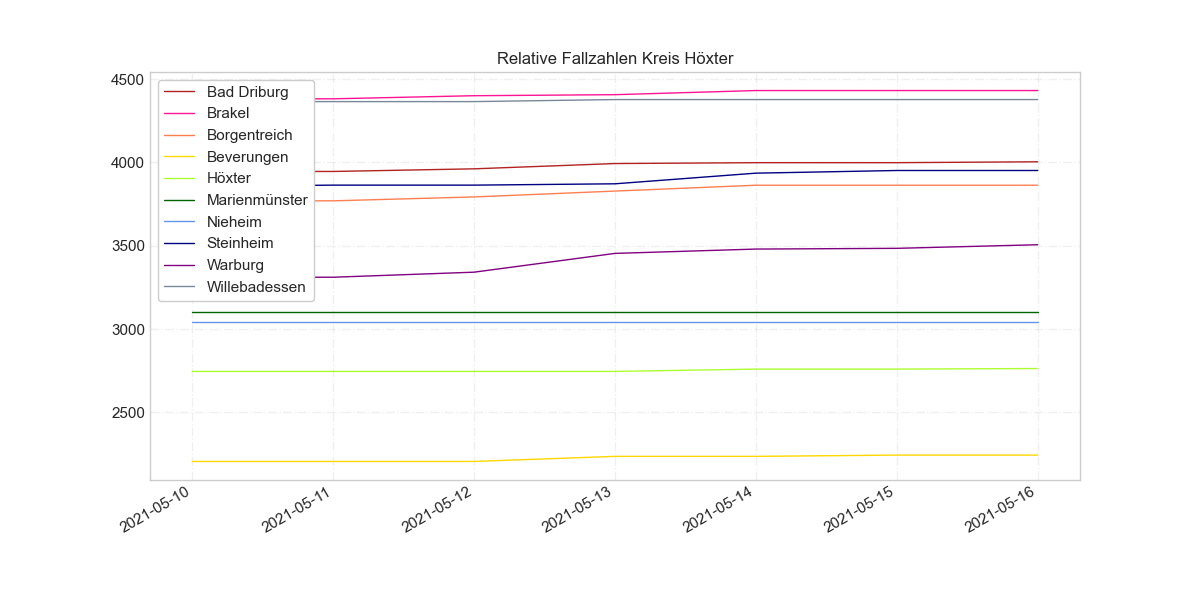 Relative Fallzahlen Kreis Höxter
4500
4000
3500
3000
2500
Bad Driburg
Brakel
Borgentreich
Beverungen
Höxter
Marienmünster
Nieheim
Steinheim
Warburg
Willebadessen
2021-05-10
2021-05-11
2021-05-12
2021-05-13
2021-05-14
2021-05-15
2021-05-16